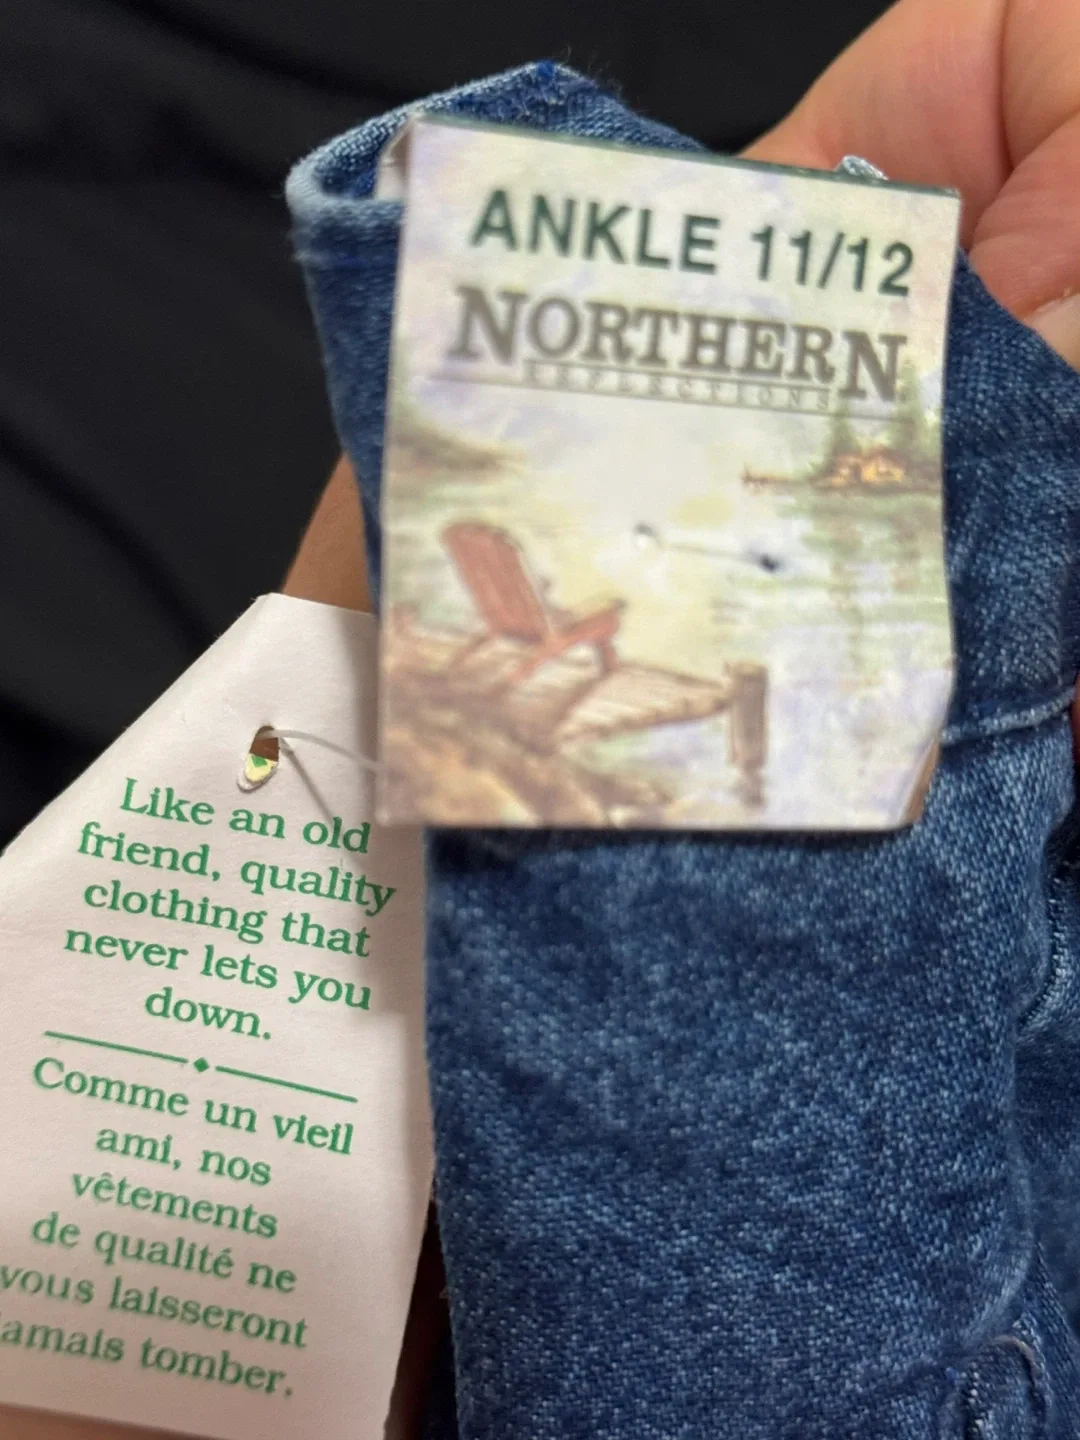 ANKLE 11/12
NORTHERN
REFLECTIONS
Like an old
friend, quality
clothing that
never lets you
down.
Comme un vieil
ami, nos
vêtements
de qualité ne
vous laisseront
amais tomber.